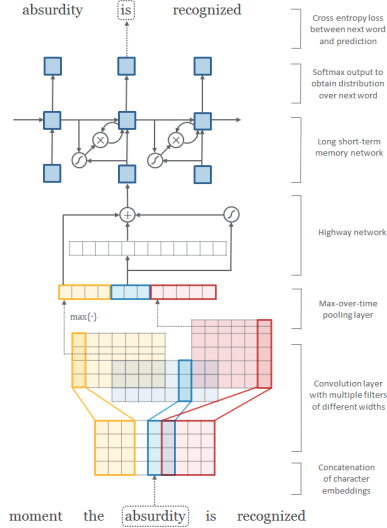 absurdity is recognized
Cross entropy loss
between next word
and prediction
Softmax output to
obtain distribution
over next word
Long short-term
memory network
Highway network
Max-over-time
pooling layer
max{·}
Convolution layer
with multiple filters
of different widths
Concatenation
of character
embeddings
moment the absurdity is recognized